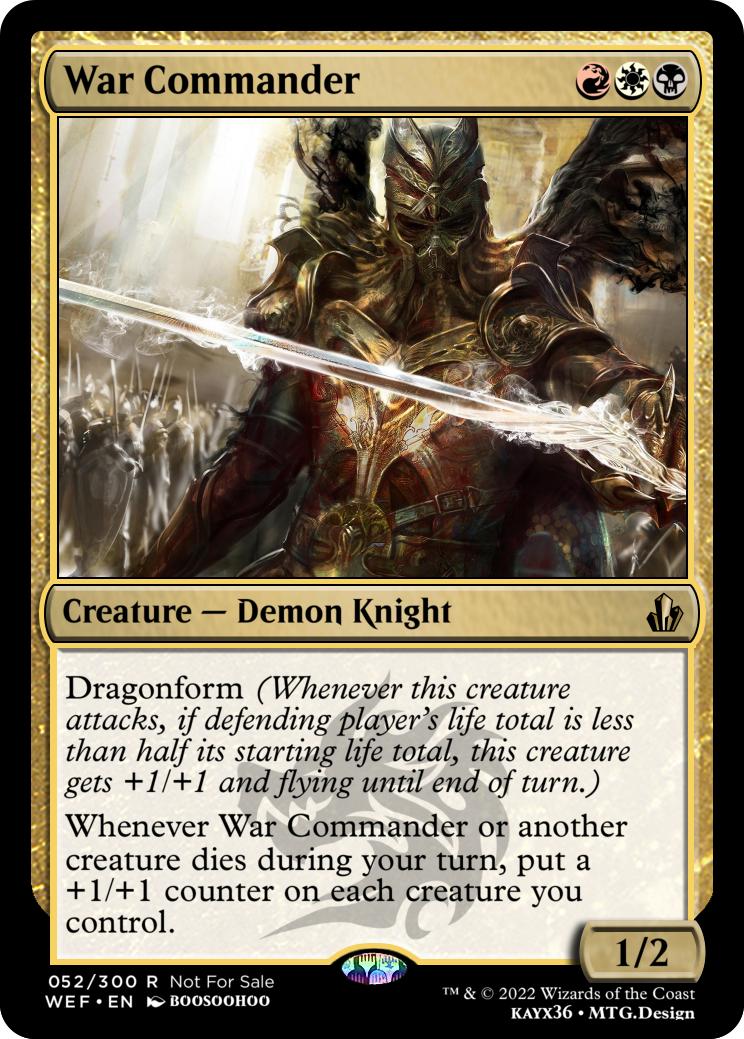 War Commander
Creature — Demon Knight
Dragonform (Whenever this creature
attacks, if defending player's life total is less
than half its starting life total, this creature
gets +1/+1 and flying until end of turn.)
Whenever War Commander or another
creature dies during your turn, put a
+1/+1 counter on each creature you
control.
1/2
052/300 R Not For Sale
WEF • EN BOOSOOHOO
™ & © 2022 Wizards of the Coast
KAYX36 • MTG.Design